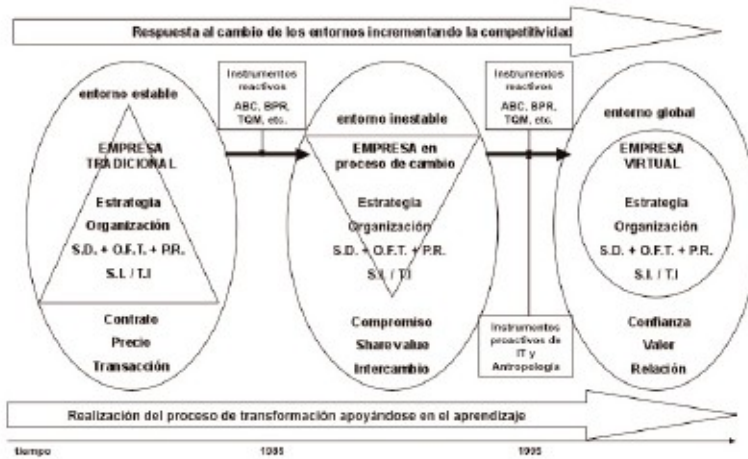 Respuesta al cambio de los entornos incrementando la competitividad
entorno estable
EMPRESA
TRADICIONAL
Estrategia
Organización
S.D. + O.F.T. + P.R.
S.I. / T.I
Contrato
Precio
Transacción
Instrumentos
reactivos
ABC, BPR,
TQM, etc.
entorno inestable
EMPRESA en
proceso de cambio
Estrategia
Organización
S.D. + O.F.T. + P.R.
S.I. / T.I
Compromiso
Share value
Intercambio
Instrumentos
reactivos
ABC, BPR,
TQM, etc.
Instrumentos
proactivos de
IT y
Antropología
entorno global
EMPRESA
VIRTUAL
Estrategia
Organización
S.D. + O.F.T. + P.R.
S.I. / T.I
Confianza
Valor
Relación
Realización del proceso de transformación apoyándose en el aprendizaje
tiempo 1985 1995